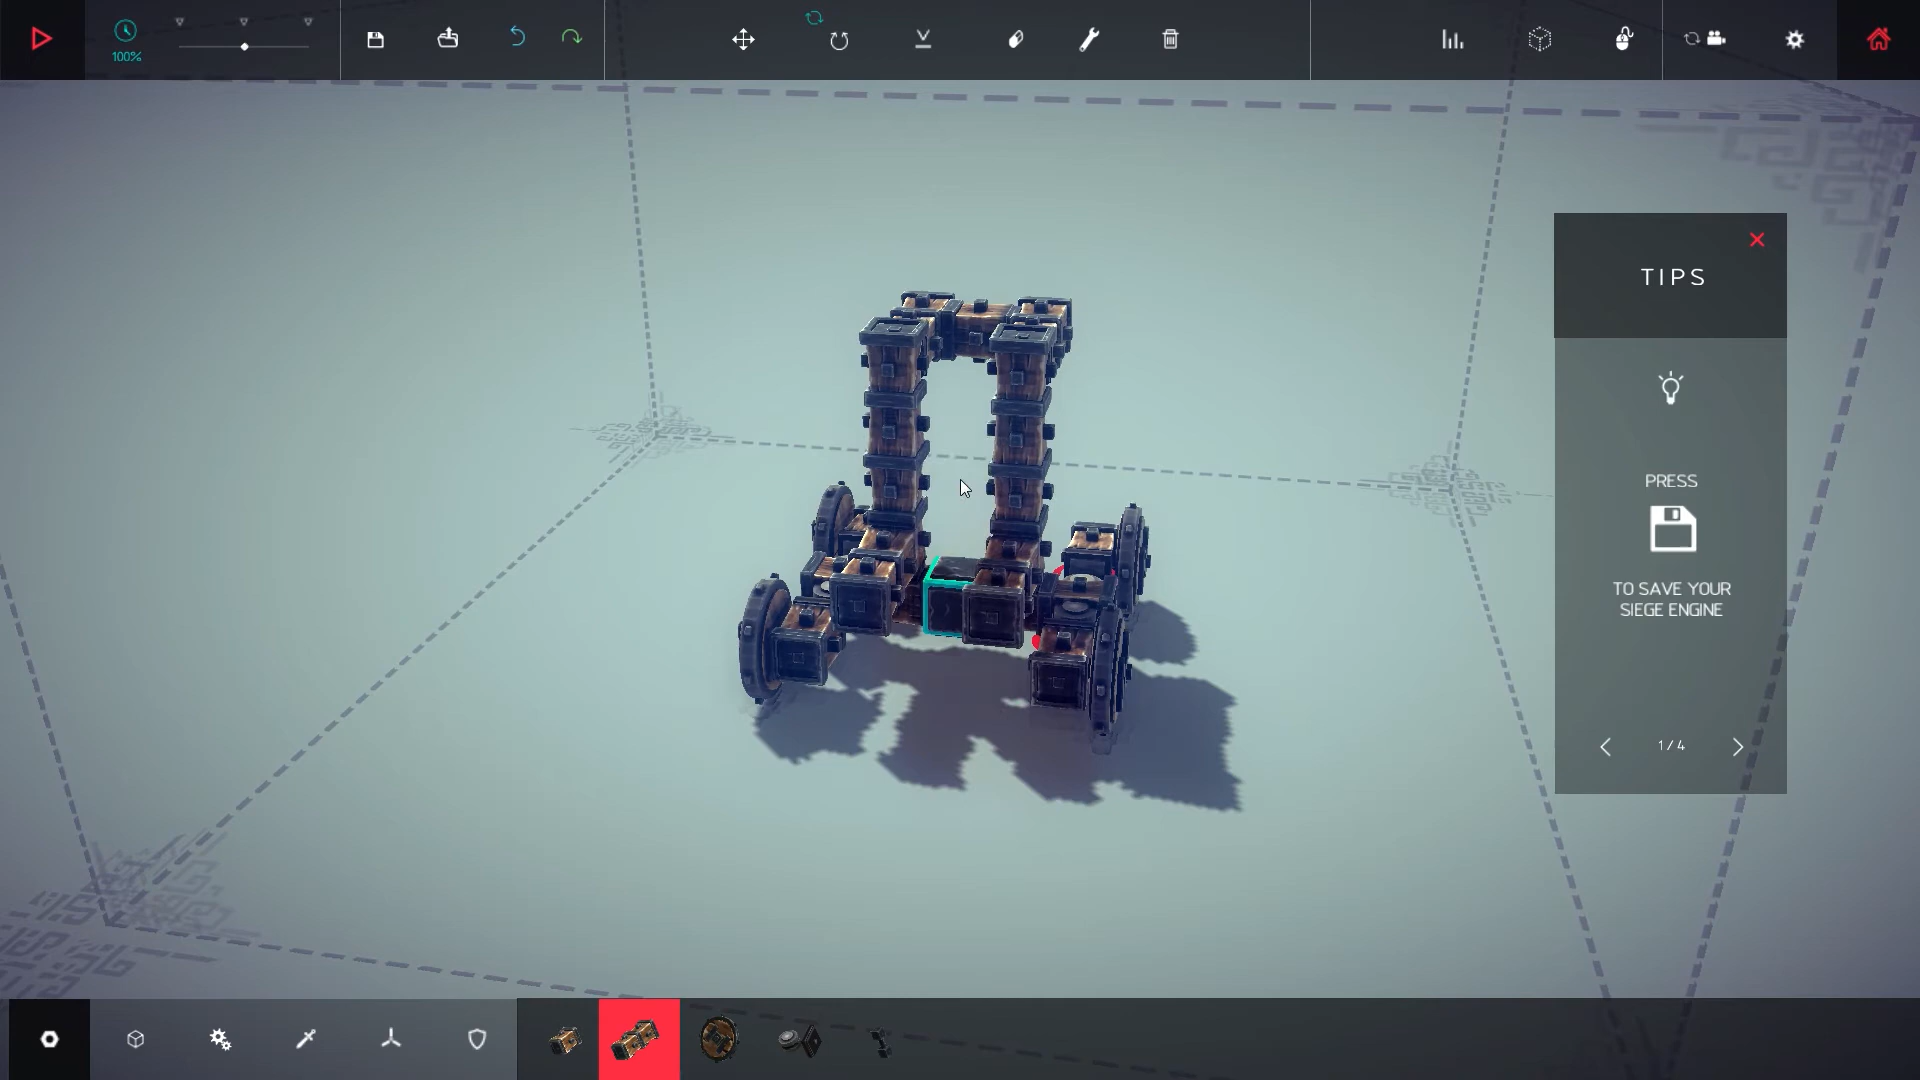 100%
TIPS
PRESS
TO SAVE YOUR
SIEGE ENGINE
1/4